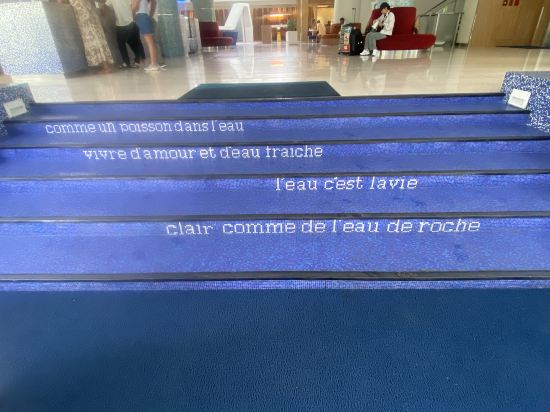 comme un poisson dans l'eau
vivre d'amour et d'eau fraîche
l'eau c'est la vie
clair comme de l'eau de roche